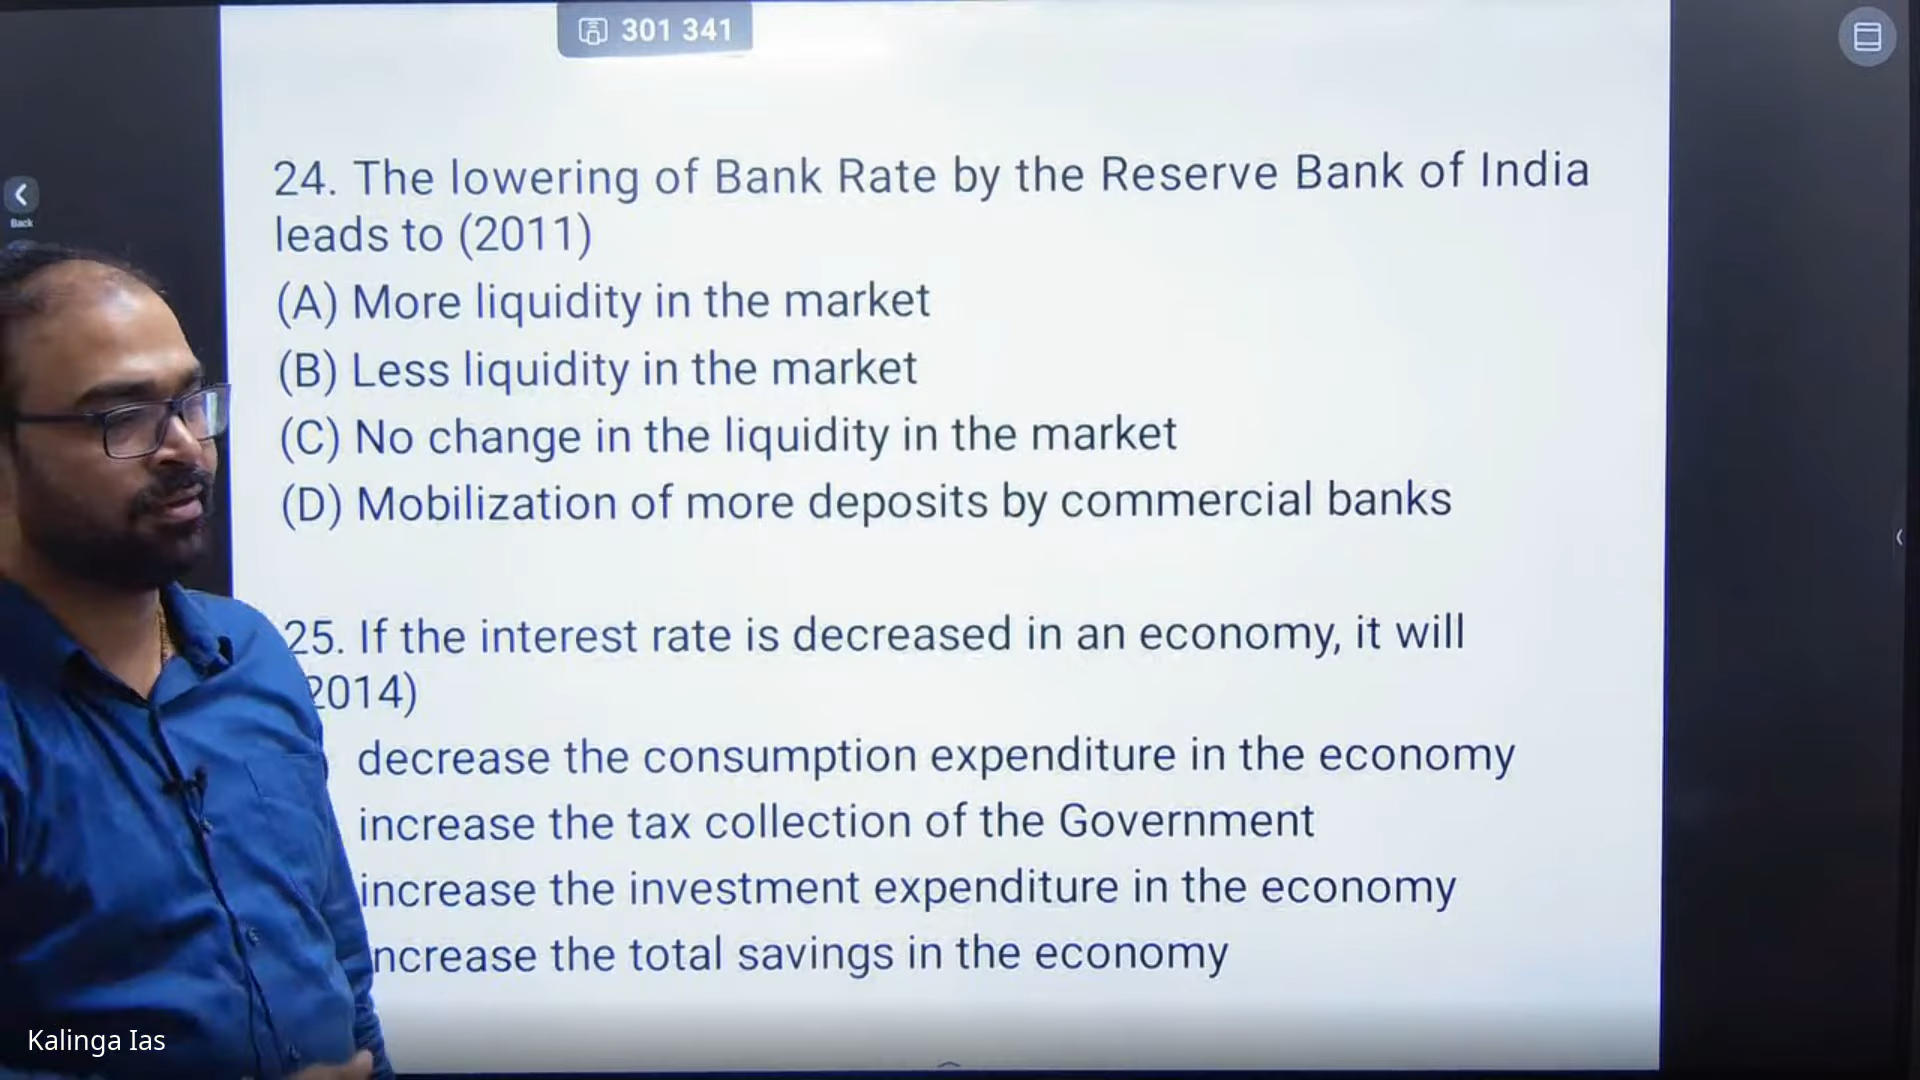 301 341
24. The lowering of Bank Rate by the Reserve Bank of India
leads to (2011)
(A) More liquidity in the market
(B) Less liquidity in the market
(C) No change in the liquidity in the market
(D) Mobilization of more deposits by commercial banks
Back
25. If the interest rate is decreased in an economy, it will
2014)
decrease the consumption expenditure in the economy
increase the tax collection of the Government
increase the investment expenditure in the economy
ncrease the total savings in the economy
Kalinga Ias